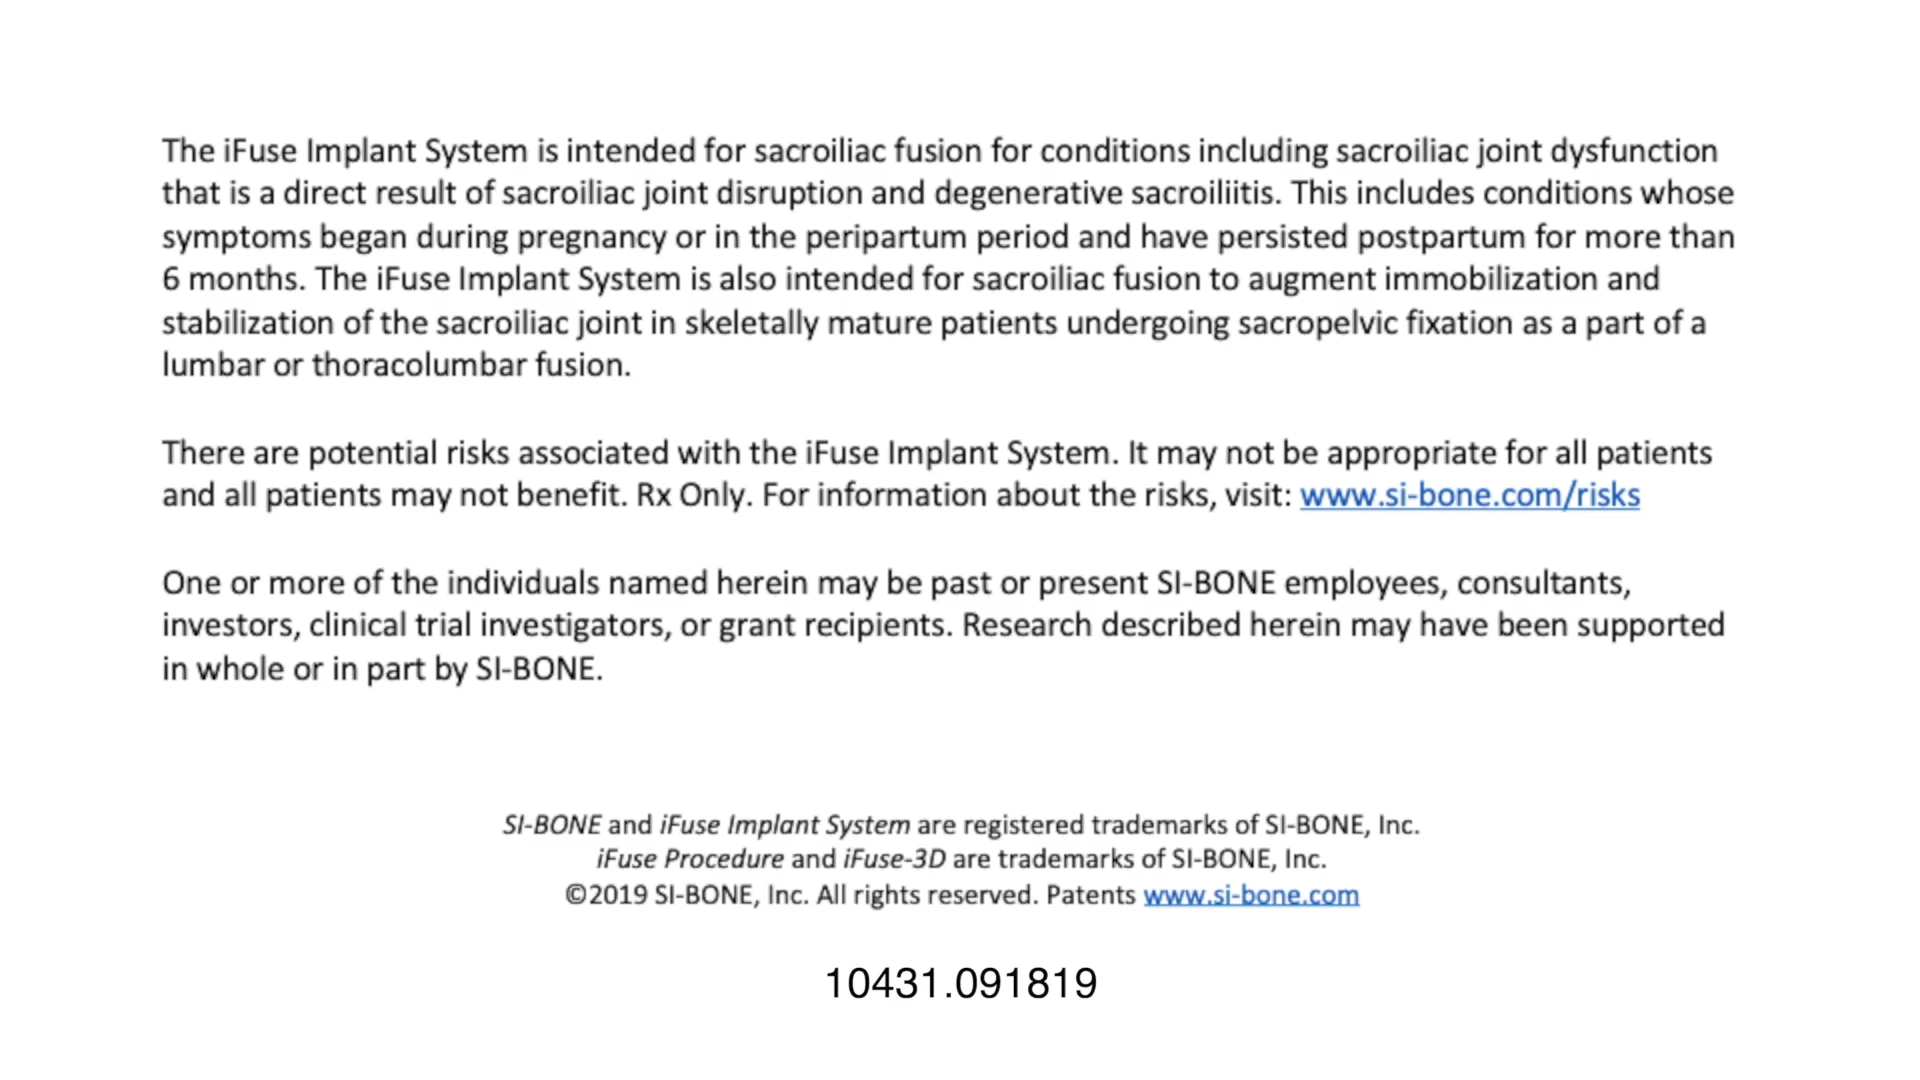 The iFuse Implant System is intended for sacroiliac fusion for conditions including sacroiliac joint dysfunction
that is a direct result of sacroiliac joint disruption and degenerative sacroiliitis. This includes conditions whose
symptoms began during pregnancy or in the peripartum period and have persisted postpartum for more than
6 months. The iFuse Implant System is also intended for sacroiliac fusion to augment immobilization and
stabilization of the sacroiliac joint in skeletally mature patients undergoing sacropelvic fixation as a part of a
lumbar or thoracolumbar fusion.
There are potential risks associated with the iFuse Implant System. It may not be appropriate for all patients
and all patients may not benefit. Rx Only. For information about the risks, visit: www.si-bone.com/risks
One or more of the individuals named herein may be past or present SI-BONE employees, consultants,
investors, clinical trial investigators, or grant recipients. Research described herein may have been supported
in whole or in part by SI-BONE.
SI-BONE and iFuse Implant System are registered trademarks of SI-BONE, Inc.
iFuse Procedure and iFuse-3D are trademarks of SI-BONE, Inc.
©2019 SI-BONE, Inc. All rights reserved. Patents www.si-bone.com
10431.091819